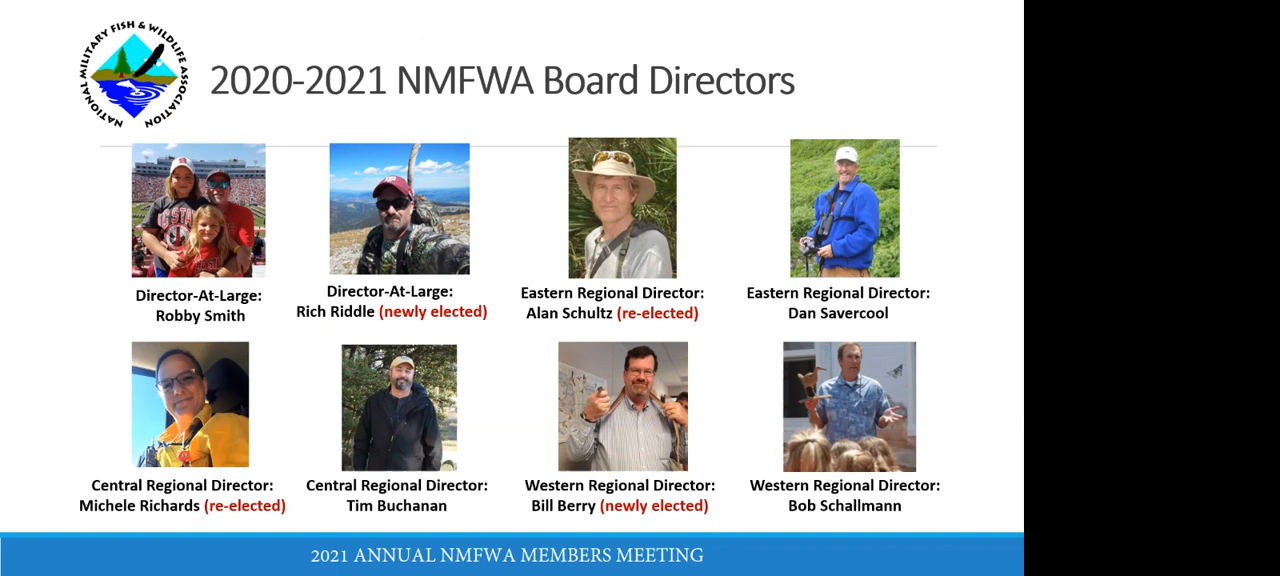 NATIONAL MILITARY FISH & WILDLIFE ASSOCIATION
2020-2021 NMFWA Board Directors
Director-At-Large:
Robby Smith
Director-At-Large:
Rich Riddle (newly elected)
Eastern Regional Director:
Alan Schultz (re-elected)
Eastern Regional Director:
Dan Savercool
Central Regional Director:
Michele Richards (re-elected)
Central Regional Director:
Tim Buchanan
Western Regional Director:
Bill Berry (newly elected)
Western Regional Director:
Bob Schallmann
2021 ANNUAL NMFWA MEMBERS MEETING